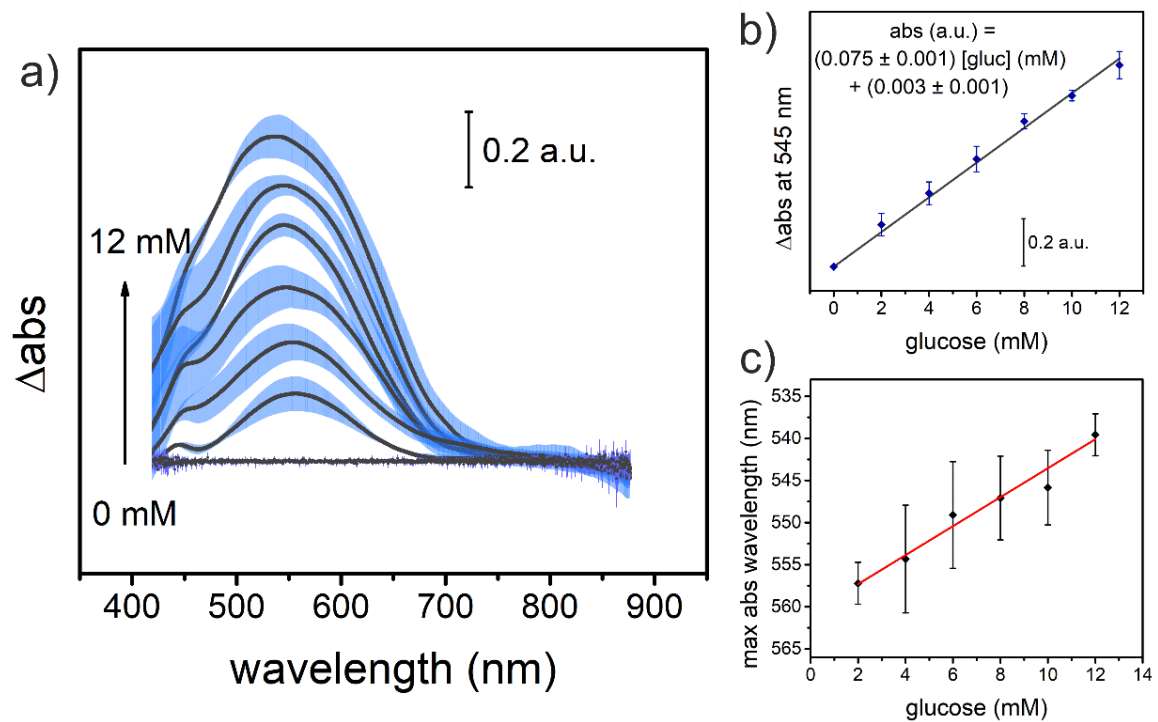 a)
Δabs
12 mM
0 mM
0.2 a.u.
400 500 600 700 800 900
wavelength (nm)
b)
abs (a.u.) =
(0.075 ± 0.001) [gluc] (mM)
+ (0.003 ± 0.001)
Δabs at 545 nm
0.2 a.u.
0 2 4 6 8 10 12
glucose (mM)
c)
max abs wavelength (nm)
535
540
545
550
555
560
565
0 2 4 6 8 10 12 14
glucose (mM)